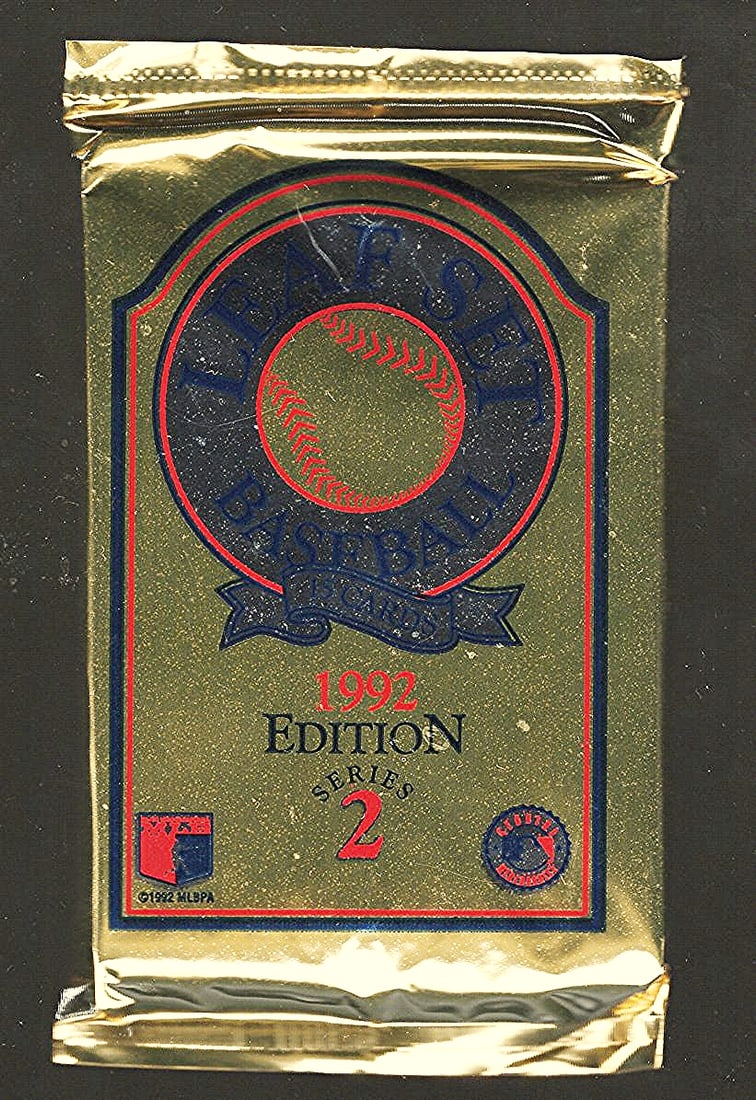 LEAF SET
BASEBALL
15 CARDS
1992
EDITION
SERIES
2
©1992 MLBPA